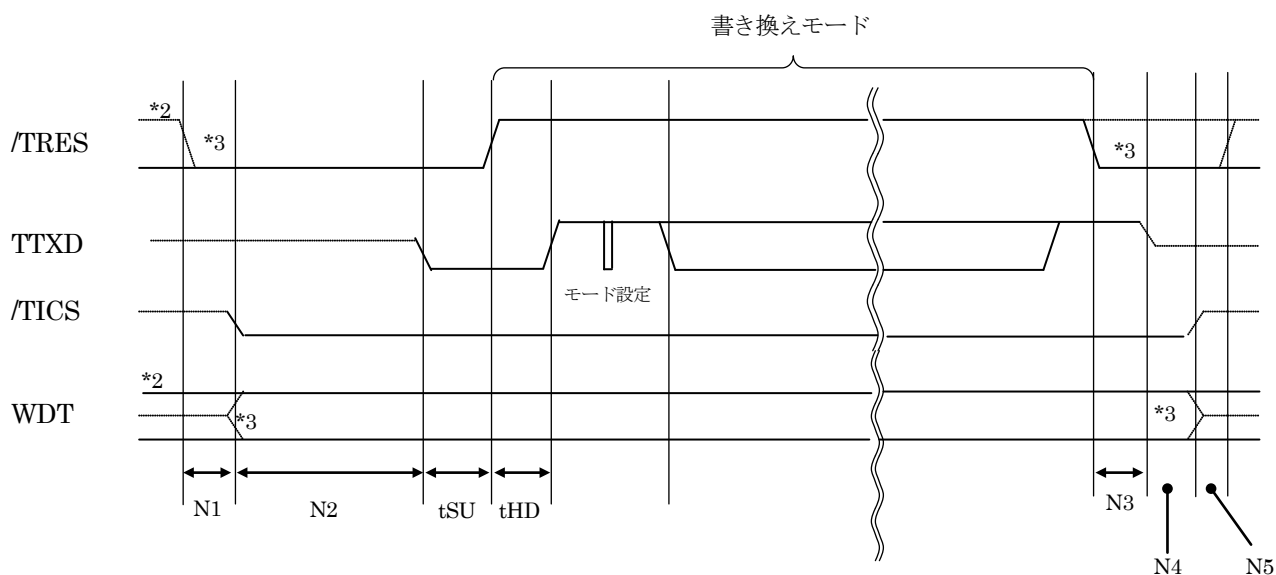 書き換えモード
*2
/TRES
*3
*3
TTXD
モード設定
/TICS
*2
WDT
*3
*3
N1
N2
tSU
tHD
N3
N4
N5